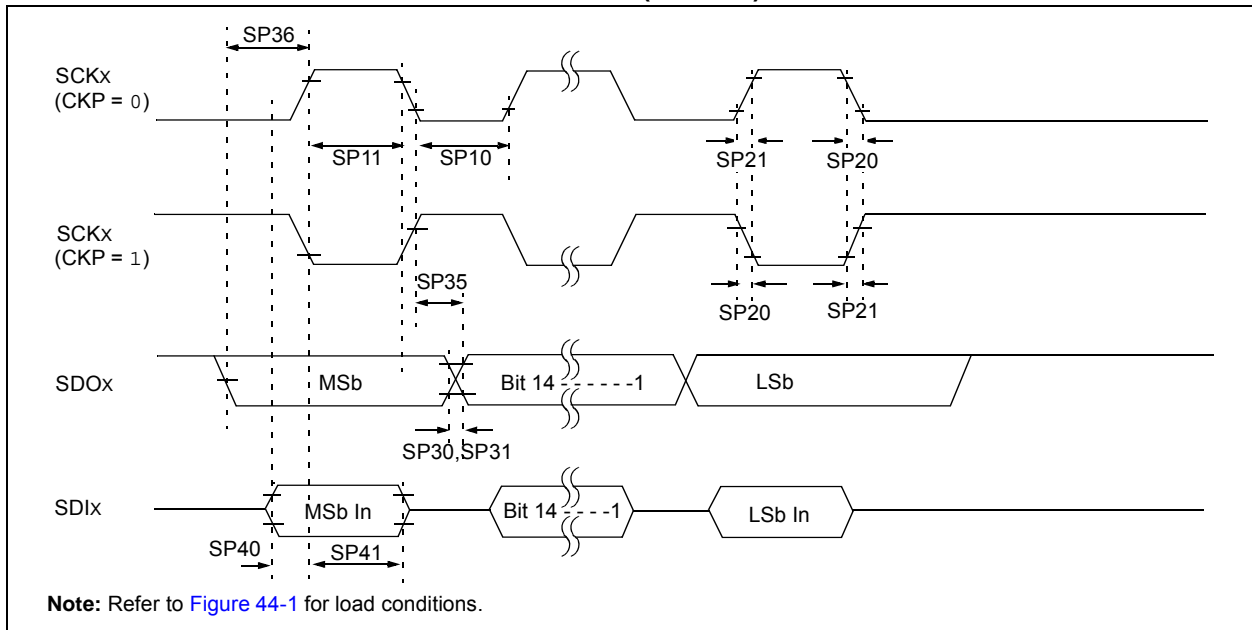 SP36
SCKx
(CKP = 0)
SP11
SP10
SP21
SP20
SCKx
(CKP = 1)
SP35
SP20
SP21
SDOx
MSb
Bit 14 - - - - - -1
LSb
SP30,SP31
SDIx
MSb In
Bit 14 - - - -1
LSb In
SP40
SP41
Note: Refer to Figure 44-1 for load conditions.